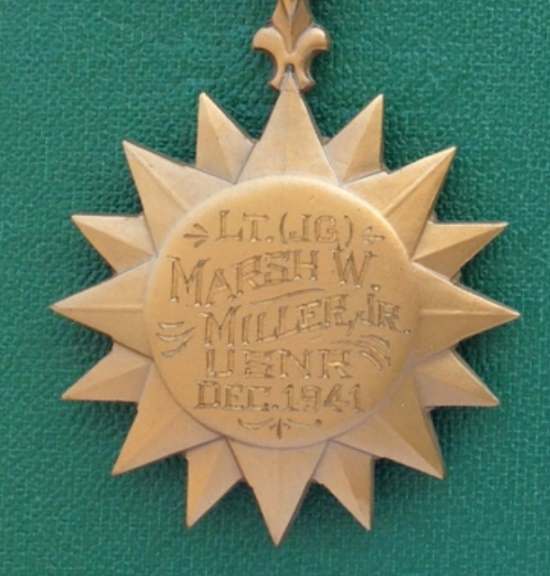 LT. (JG)
MARSH W.
MILLER, JR.
USNR
DEC. 1941